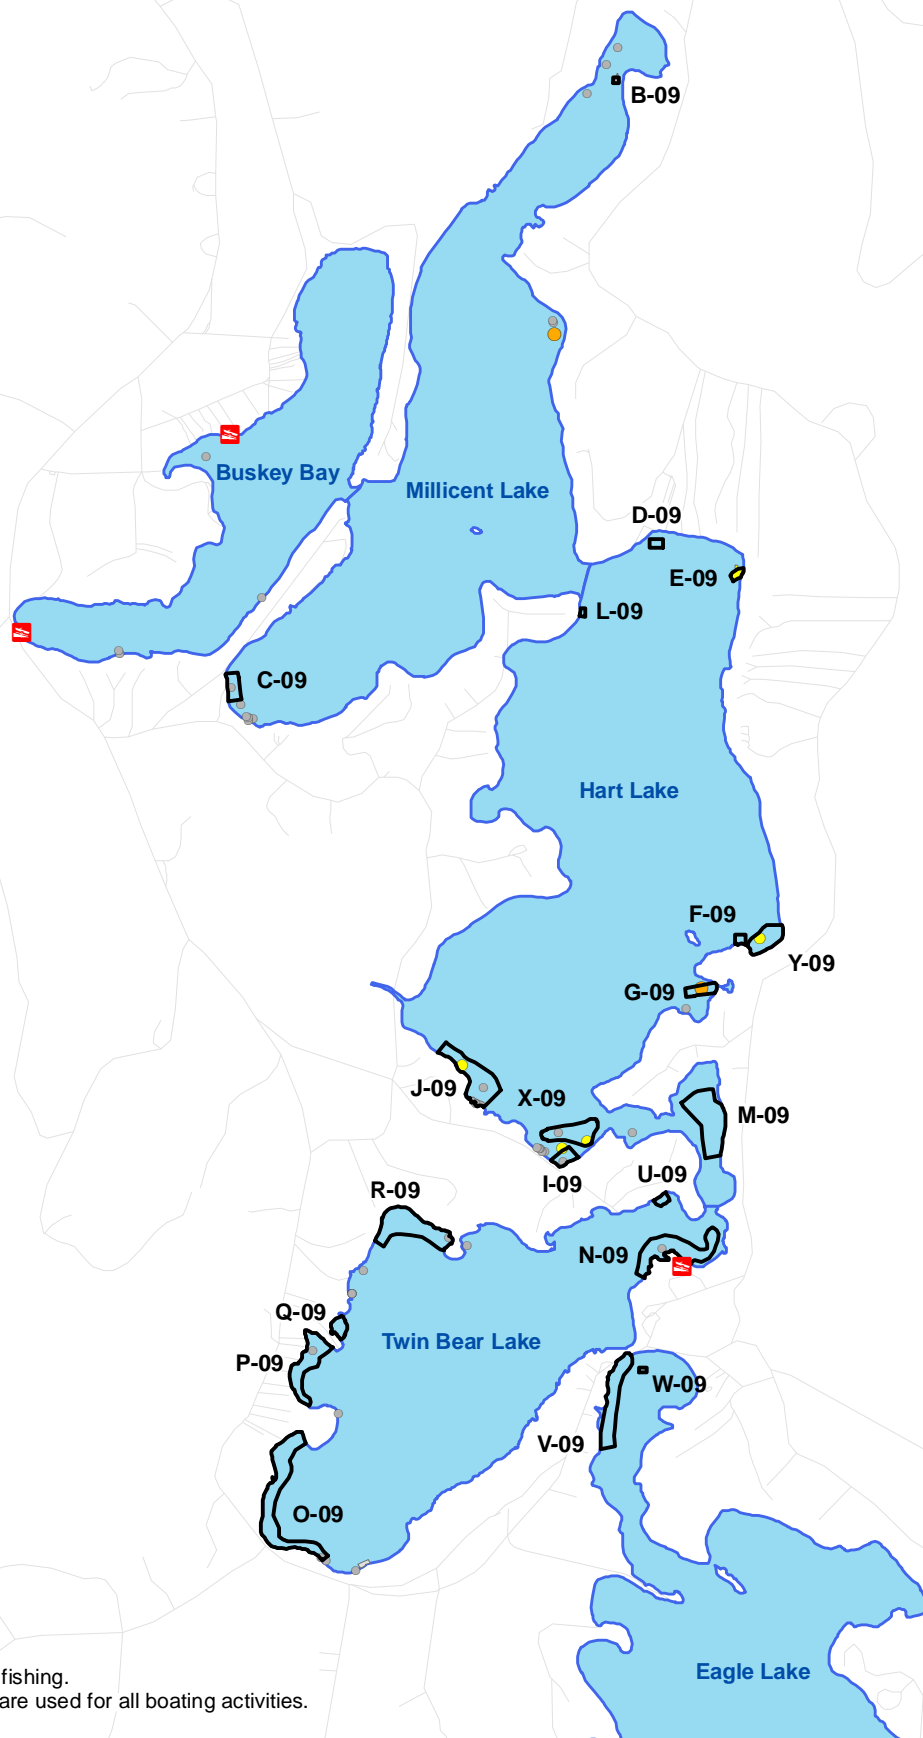 B-09
Buskey Bay
Millicent Lake
D-09
E-09
L-09
C-09
Hart Lake
F-09
Y-09
G-09
J-09
X-09
M-09
I-09
U-09
R-09
N-09
Q-09
Twin Bear Lake
P-09
W-09
V-09
O-09
Eagle Lake
fishing.
are used for all boating activities.